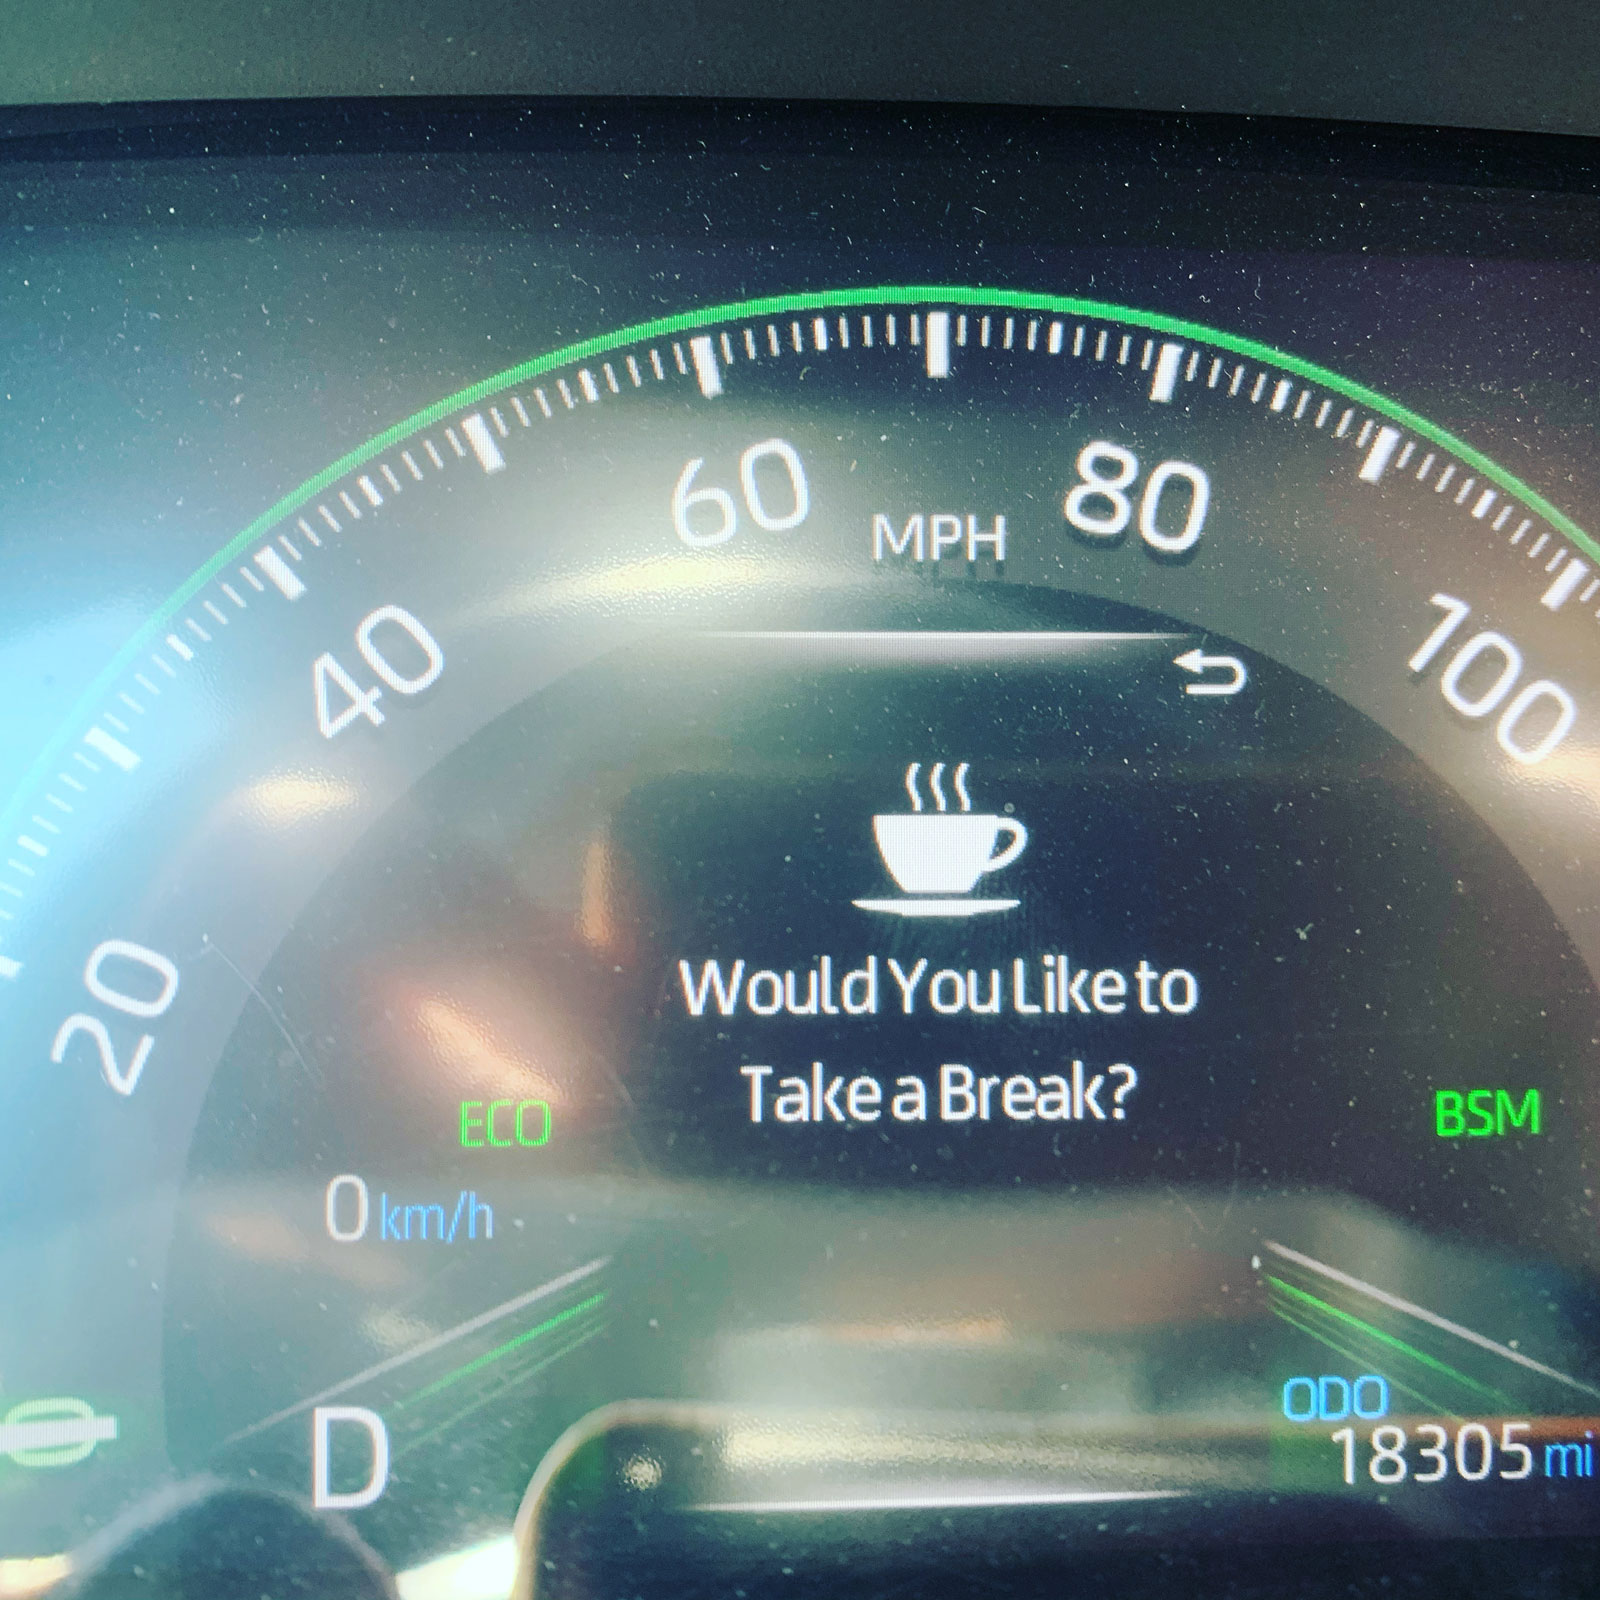 60
MPH
80
40
100
20
Would You Like to
Take a Break?
ECO
BSM
0 km/h
ODO
D
18305 mi